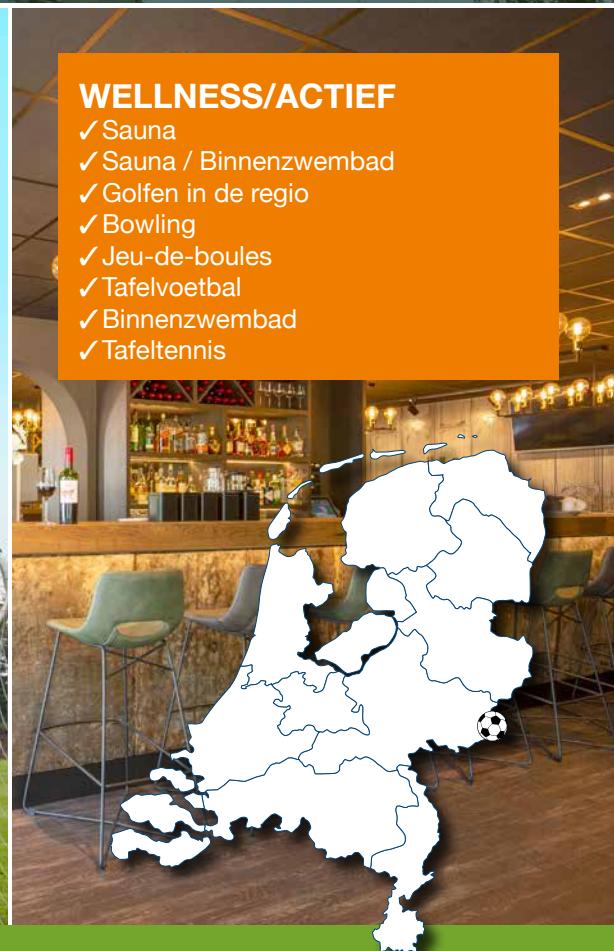 WELLNESS/ACTIEF
✓ Sauna
✓ Sauna / Binnenzwembad
✓ Golfen in de regio
✓ Bowling
✓ Jeu-de-boules
✓ Tafelvoetbal
✓ Binnenzwembad
✓ Tafeltennis